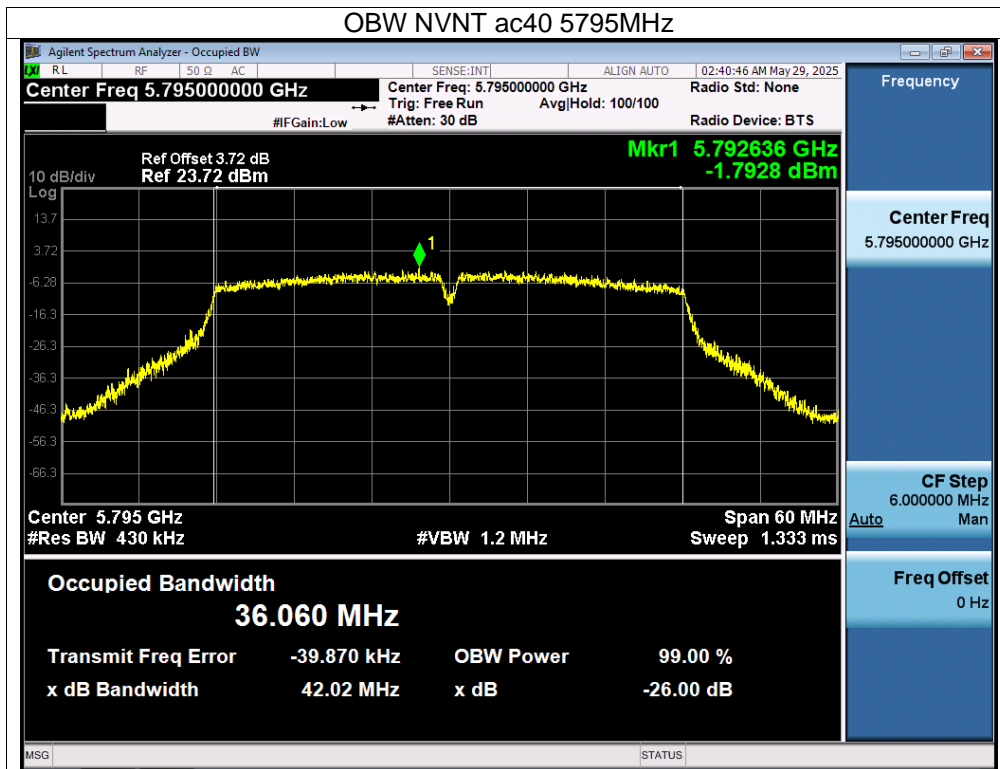 OBW NVNT ac40 5795MHz
Agilent Spectrum Analyzer - Occupied BW
LXI RL RF 50 Ω AC SENSE:INT ALIGN AUTO 02:40:46 AM May 29, 2025
Center Freq 5.795000000 GHz
#IFGain:Low
Center Freq: 5.795000000 GHz
Trig: Free Run Avg|Hold: 100/100
#Atten: 30 dB
Radio Std: None
Radio Device: BTS
Ref Offset 3.72 dB
10 dB/div Ref 23.72 dBm
Log
Mkr1 5.792636 GHz
-1.7928 dBm
13.7
3.72
-6.28
-16.3
-26.3
-36.3
-46.3
-56.3
-66.3
1
Center 5.795 GHz Span 60 MHz
#Res BW 430 kHz #VBW 1.2 MHz Sweep 1.333 ms
Occupied Bandwidth
36.060 MHz
Transmit Freq Error -39.870 kHz OBW Power 99.00 %
x dB Bandwidth 42.02 MHz x dB -26.00 dB
Frequency
Center Freq
5.795000000 GHz
CF Step
6.000000 MHz
Auto Man
Freq Offset
0 Hz
MSG STATUS